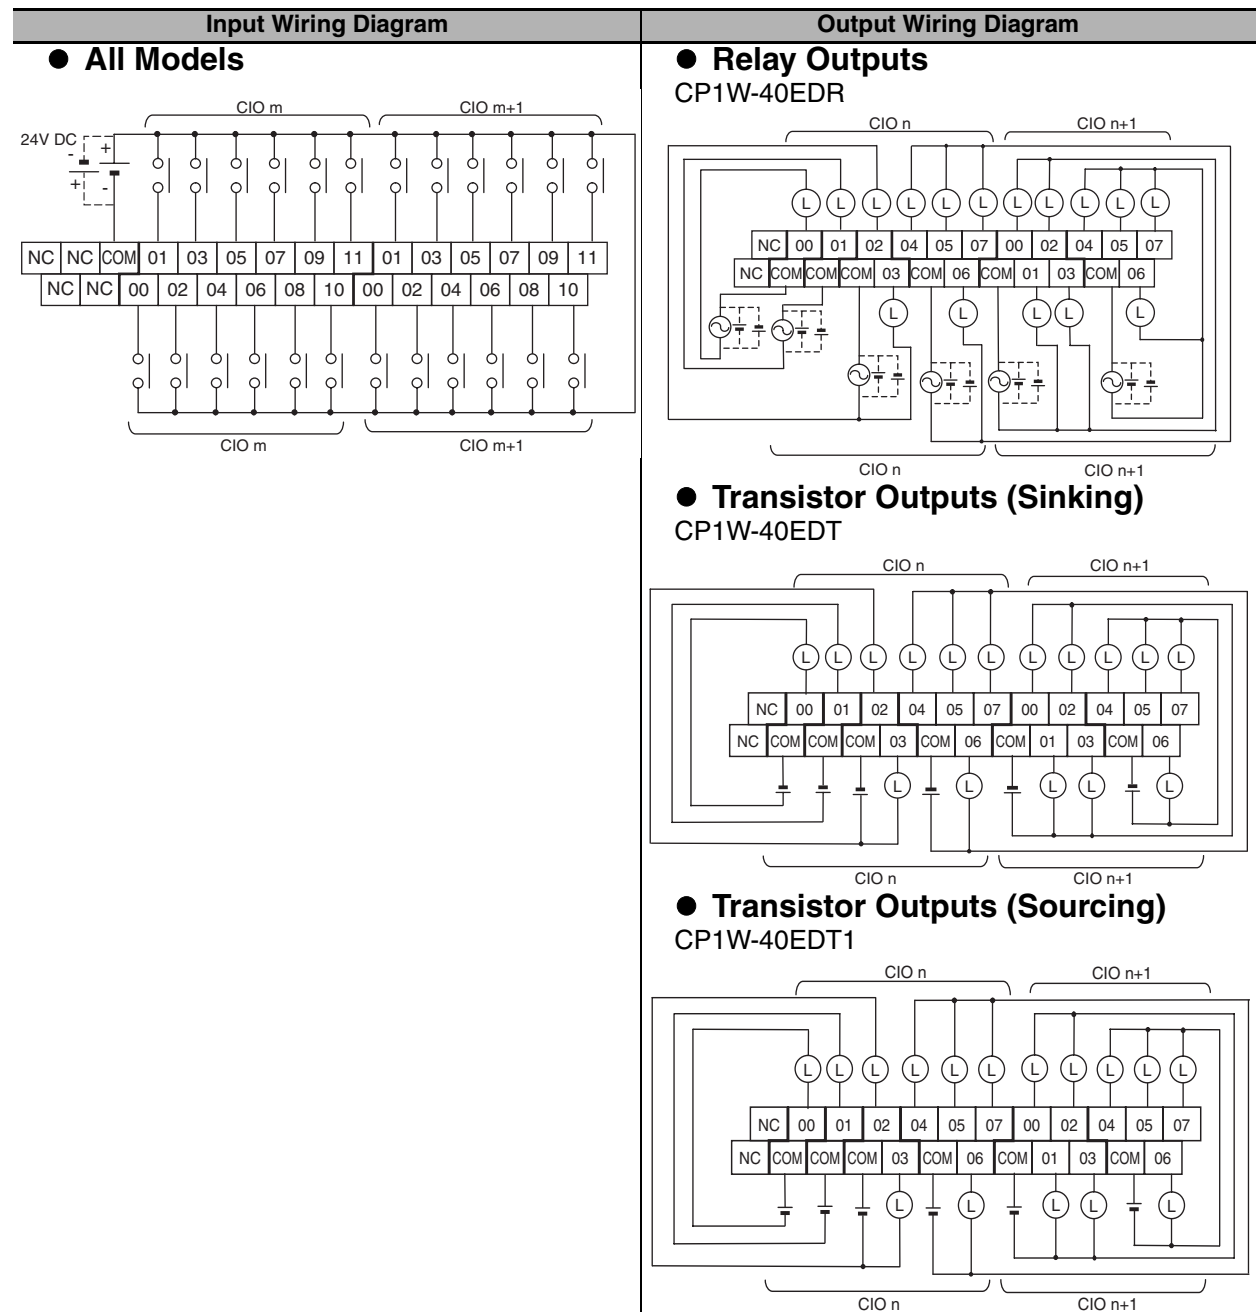 Input Wiring Diagram
● All Models
CIO m CIO m+1
24V DC
- +
+ -
NC NC COM 01 03 05 07 09 11 01 03 05 07 09 11
NC NC 00 02 04 06 08 10 00 02 04 06 08 10
CIO m CIO m+1
Output Wiring Diagram
● Relay Outputs
CP1W-40EDR
CIO n CIO n+1
L L L L L L L L L L L
NC 00 01 02 04 05 07 00 02 04 05 07
NC COM COM COM 03 COM 06 COM 01 03 COM 06
L L L L L
CIO n CIO n+1
● Transistor Outputs (Sinking)
CP1W-40EDT
CIO n CIO n+1
L L L L L L L L L L L
NC 00 01 02 04 05 07 00 02 04 05 07
NC COM COM COM 03 COM 06 COM 01 03 COM 06
L L L L L
CIO n CIO n+1
● Transistor Outputs (Sourcing)
CP1W-40EDT1
CIO n CIO n+1
L L L L L L L L L L L
NC 00 01 02 04 05 07 00 02 04 05 07
NC COM COM COM 03 COM 06 COM 01 03 COM 06
L L L L L
CIO n CIO n+1